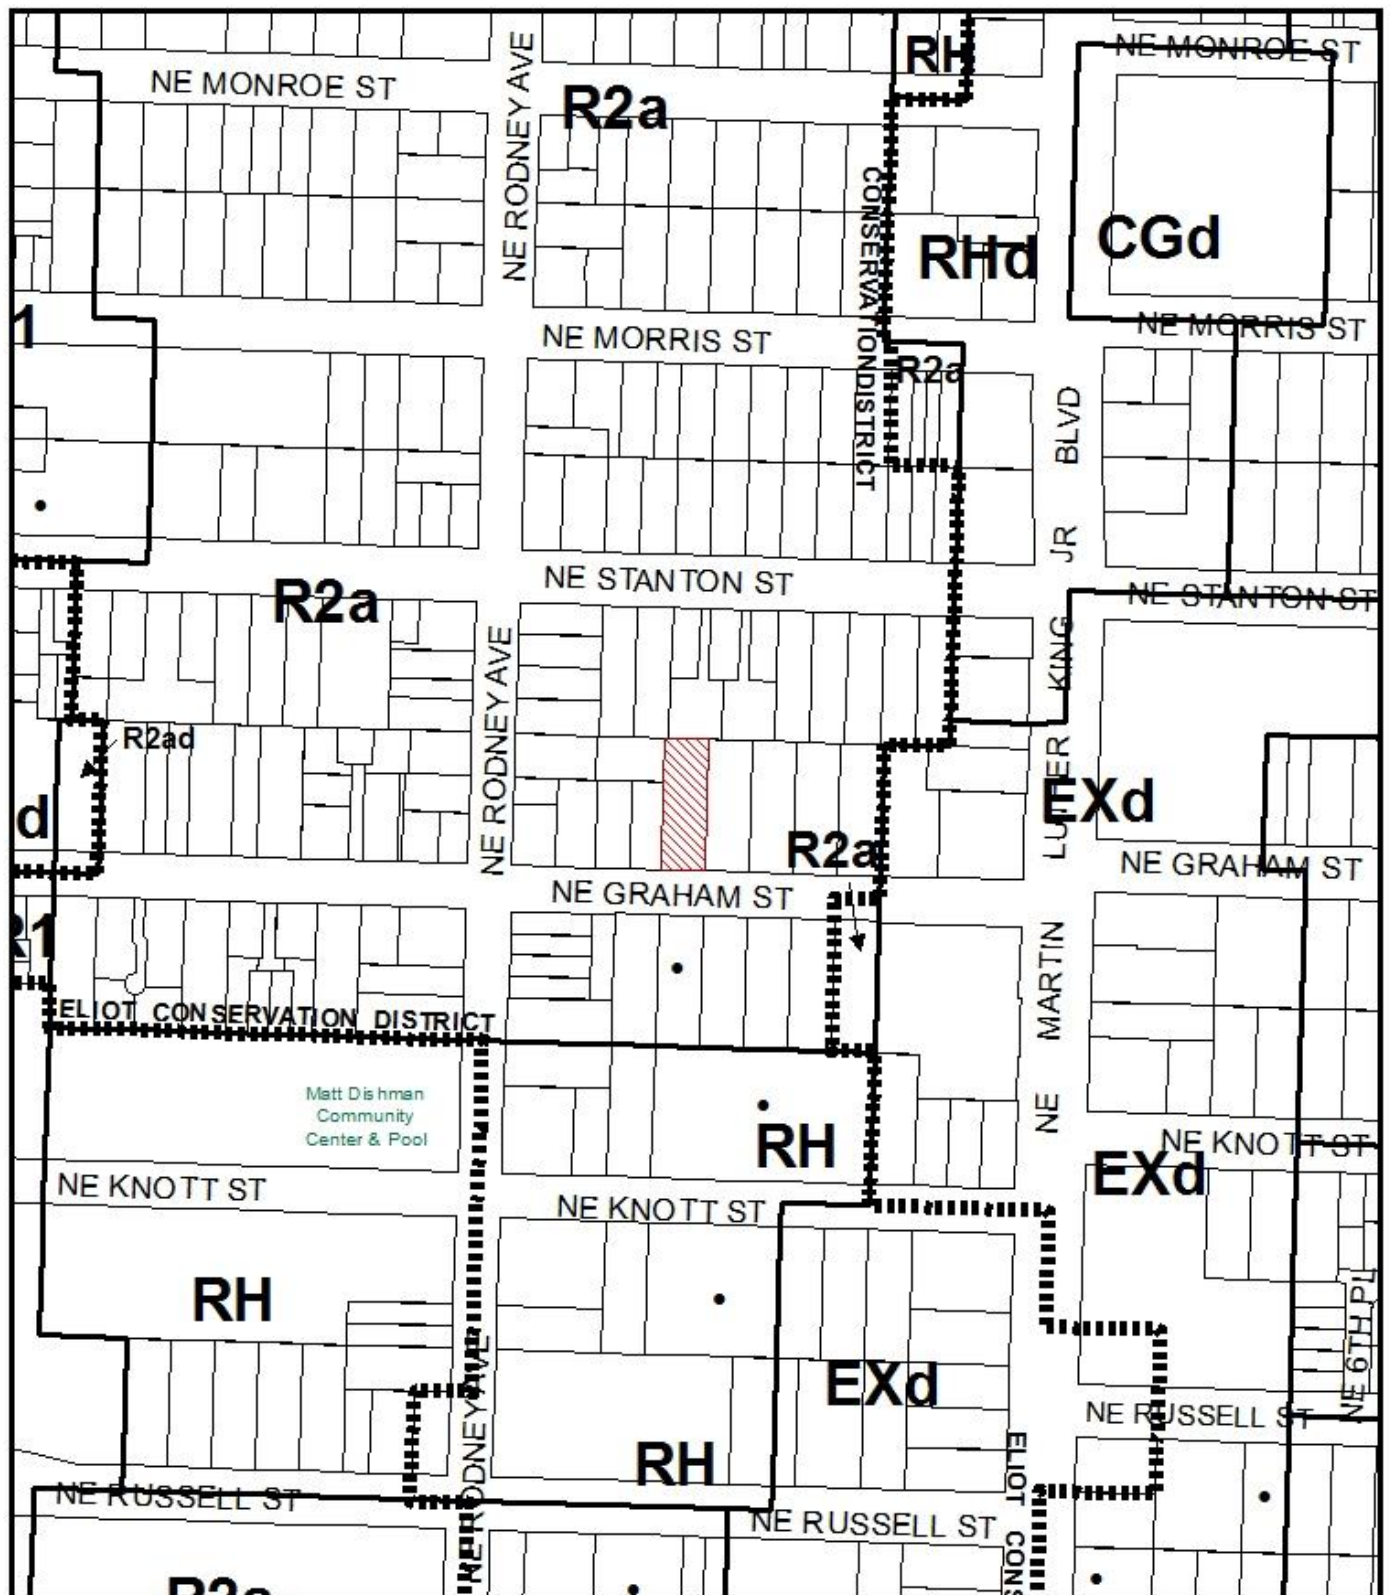 RH
NE MONROE ST
NE MONROE ST
R2a
NE RODNEY AVE
CONSERVATION DISTRICT
RHd
CGd
1
NE MORRIS ST
NE MORRIS ST
R2a
NE MARTIN LUTHER KING JR BLVD
NE STANTON ST
R2a
NE STANTON ST
NE RODNEY AVE
R2ad
EXd
d
R2a
NE GRAHAM ST
NE GRAHAM ST
R1
ELIOT CONSERVATION DISTRICT
Matt Dishman
Community
Center & Pool
RH
NE KNOTT ST
EXd
NE KNOTT ST
NE KNOTT ST
RH
NE 6TH PL
EXd
NE RODNEY AVE
NE RUSSELL ST
RH
ELIOT CONS
NE RUSSELL ST
NE RUSSELL ST
R2a